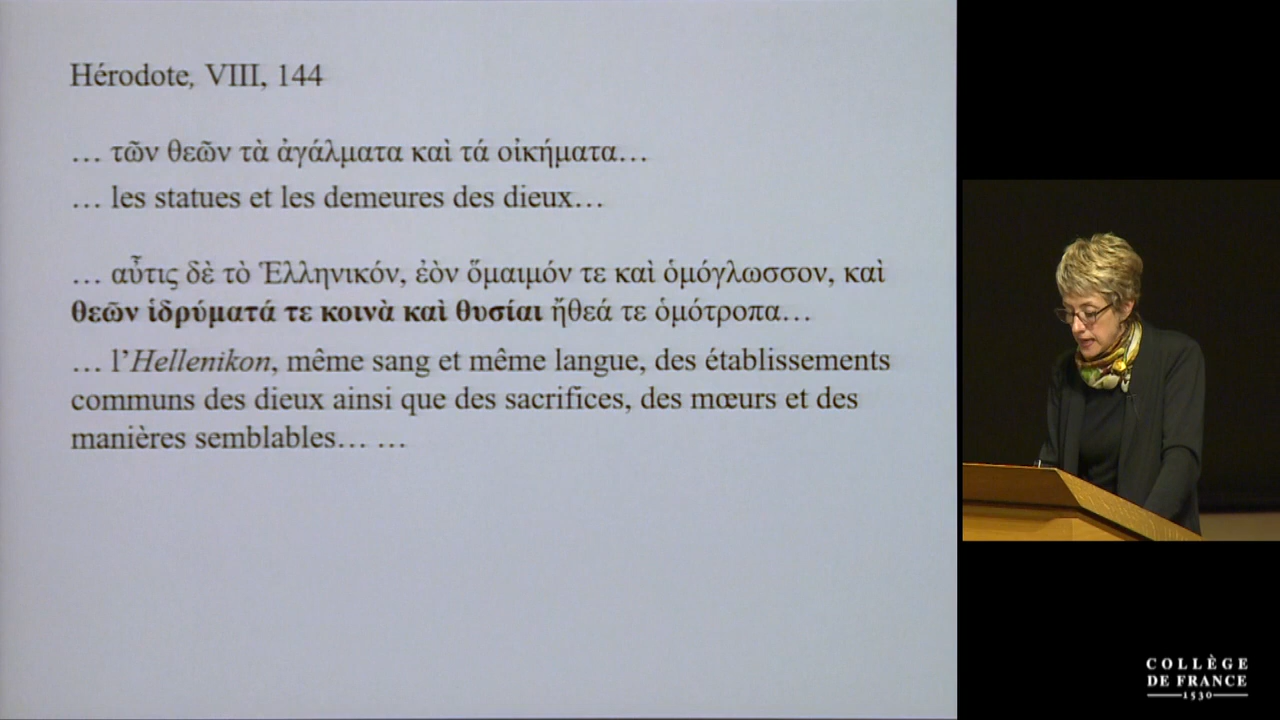 Hérodote, VIII, 144
… τῶν θεῶν τὰ ἀγάλματα καὶ τά οἰκήματα…
… les statues et les demeures des dieux…
… αὖτις δὲ τὸ Ἑλληνικόν, ἐὸν ὅμαιμόν τε καὶ ὁμόγλωσσον, καὶ
θεῶν ἱδρύματά τε κοινὰ καὶ θυσίαι ἤθεά τε ὁμότροπα…
… l’Hellenikon, même sang et même langue, des établissements
communs des dieux ainsi que des sacrifices, des mœurs et des
manières semblables… …
COLLÈGE
DE FRANCE
1530